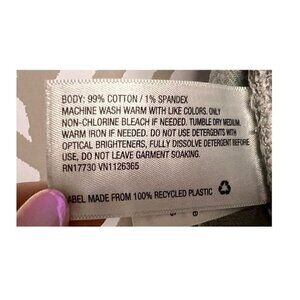 BODY: 99% COTTON / 1% SPANDEX
MACHINE WASH WARM WITH LIKE COLORS. ONLY
NON-CHLORINE BLEACH IF NEEDED. TUMBLE DRY MEDIUM,
WARM IRON IF NEEDED. DO NOT USE DETERGENTS WITH
OPTICAL BRIGHTENERS, FULLY DISSOLVE DETERGENT BEFORE
USE, DO NOT LEAVE GARMENT SOAKING.
RN17730 VN1126365
ABEL MADE FROM 100% RECYCLED PLASTIC